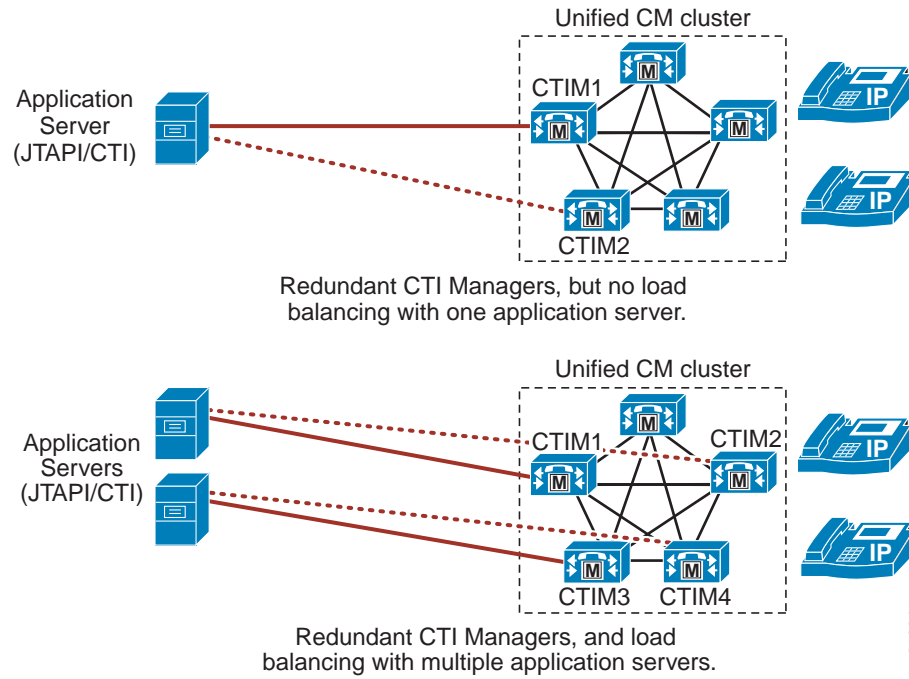 Unified CM cluster
Application
Server
(JTAPI/CTI)
CTIM1
M
M
M
M
M
CTIM2
IP
IP
Redundant CTI Managers, but no load
balancing with one application server.
Unified CM cluster
Application
Servers
(JTAPI/CTI)
CTIM1
CTIM2
M
M
M
M
M
CTIM3
CTIM4
IP
IP
Redundant CTI Managers, and load
balancing with multiple application servers.